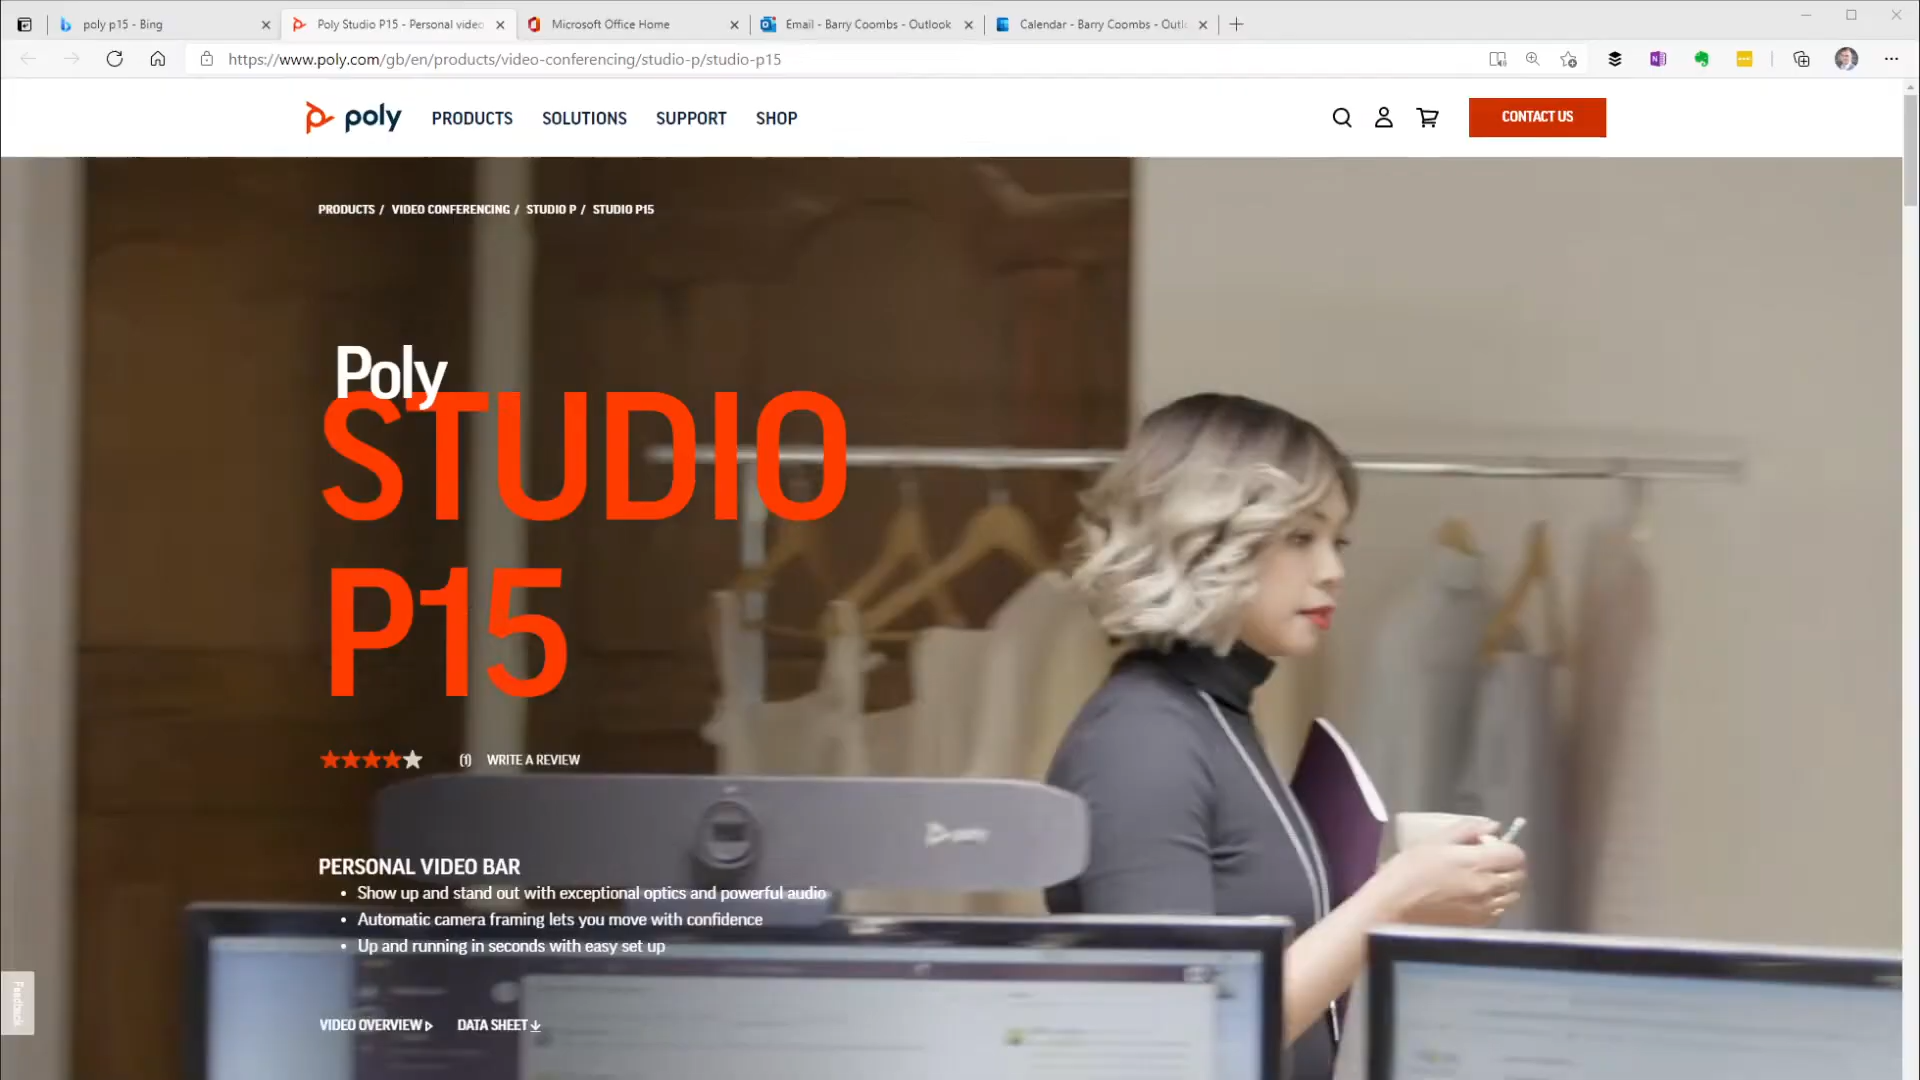 poly p15 - Bing
Poly Studio P15 - Personal video
Microsoft Office Home
Email - Barry Coombs - Outlook
Calendar - Barry Coombs - Outlo
https://www.poly.com/gb/en/products/video-conferencing/studio-p/studio-p15
poly
PRODUCTS
SOLUTIONS
SUPPORT
SHOP
CONTACT US
PRODUCTS / VIDEO CONFERENCING / STUDIO P / STUDIO P15
Poly
STUDIO
P15
(1) WRITE A REVIEW
poly
PERSONAL VIDEO BAR
• Show up and stand out with exceptional optics and powerful audio
• Automatic camera framing lets you move with confidence
• Up and running in seconds with easy set up
Feedback
VIDEO OVERVIEW
DATA SHEET